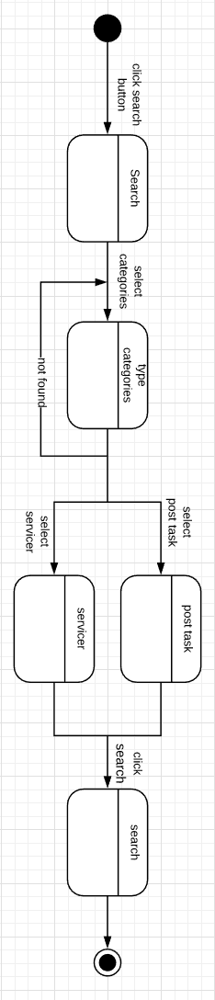 click search
button
Search
select
categories
type
categories
not found
select
post task
select
servicer
post task
servicer
click
search
search